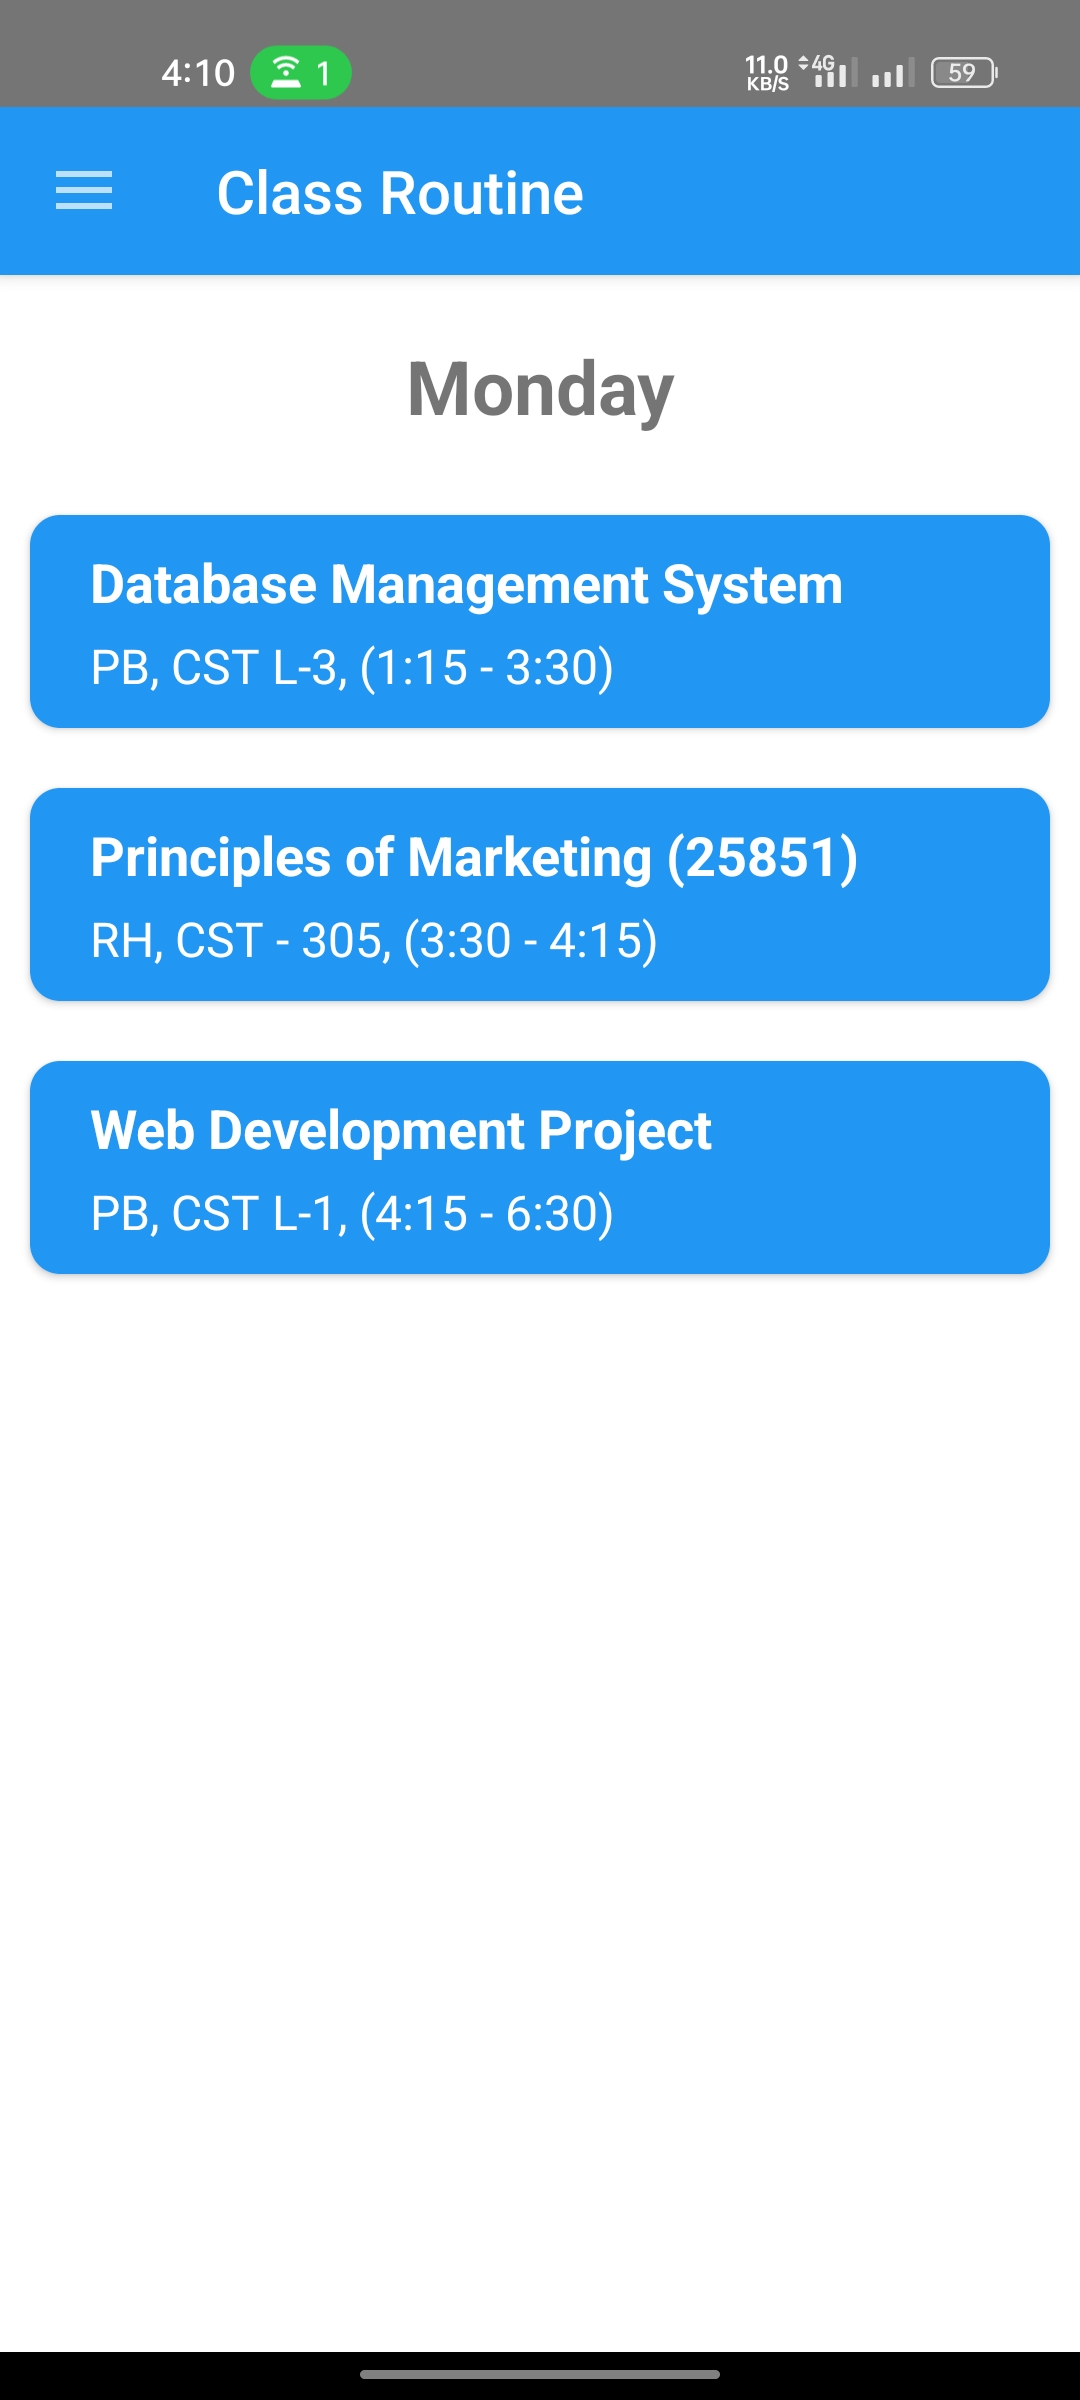 4:10 1 11.0 KB/S 4G 59
Class Routine
Monday
Database Management System
PB, CST L-3, (1:15 - 3:30)
Principles of Marketing (25851)
RH, CST - 305, (3:30 - 4:15)
Web Development Project
PB, CST L-1, (4:15 - 6:30)